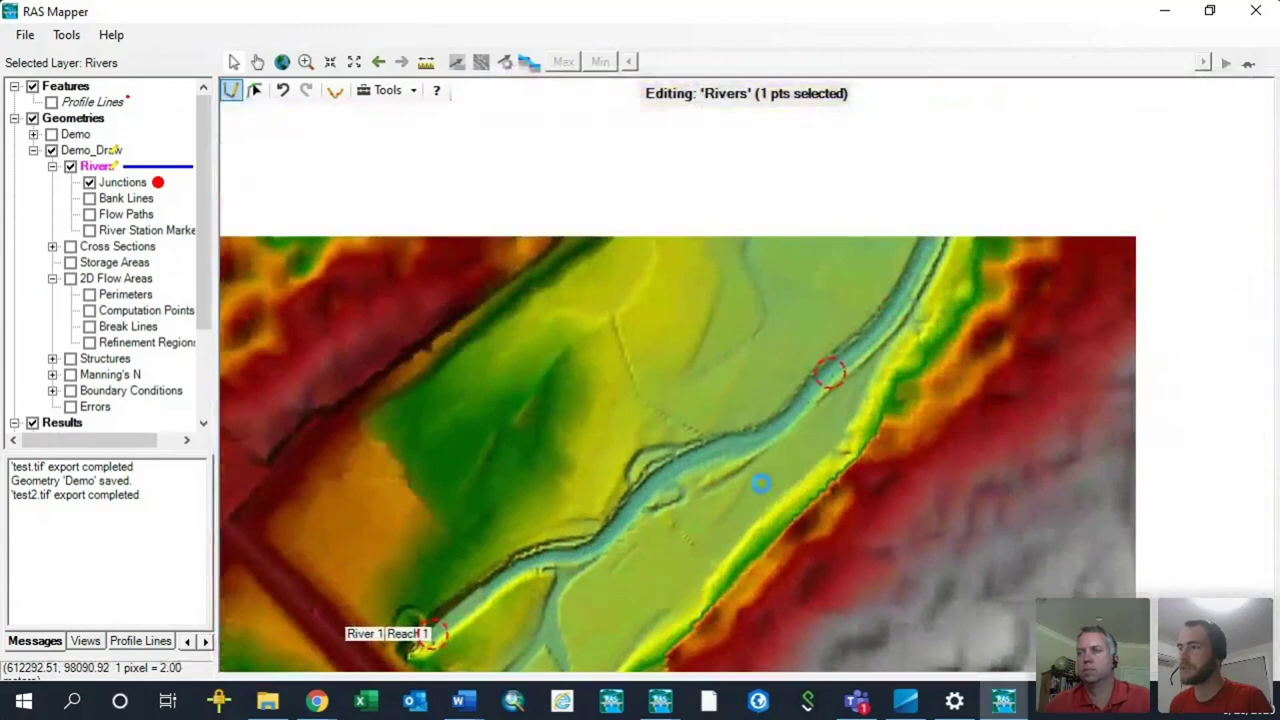 RAS Mapper
File Tools Help
Selected Layer: Rivers
Max Min
Features
Profile Lines
Geometries
Demo
Demo_Draw
Rivers
Junctions
Bank Lines
Flow Paths
River Station Marke
Cross Sections
Storage Areas
2D Flow Areas
Perimeters
Computation Points
Break Lines
Refinement Regions
Structures
Manning's N
Boundary Conditions
Errors
Results
Tools ?
Editing: 'Rivers' (1 pts selected)
River 1 Reach 1
'test.tif' export completed
Geometry 'Demo' saved.
'test2.tif' export completed
Messages Views Profile Lines
(612292.51, 98090.92 1 pixel = 2.00